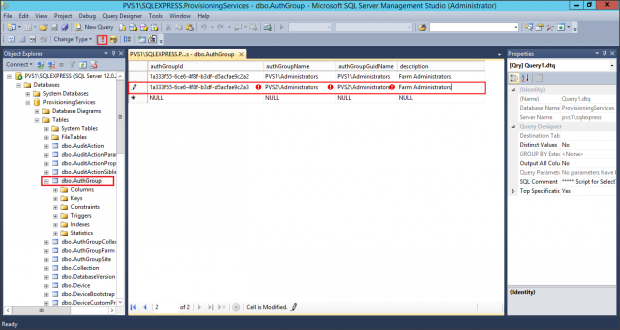 PVS1\SQLEXPRESS.ProvisioningServices - dbo.AuthGroup - Microsoft SQL Server Management Studio (Administrator)
File Edit View Project Debug Query Designer Tools Window Help
New Query
Change Type
Object Explorer
Connect
PVS1\SQLEXPRESS (SQL Server 12.0.2
Databases
System Databases
ProvisioningServices
Database Diagrams
Tables
System Tables
FileTables
dbo.AuditAction
dbo.AuditActionParar
dbo.AuditActionProp
dbo.AuditActionSiblin
dbo.AuthGroup
Columns
Keys
Constraints
Triggers
Indexes
Statistics
dbo.AuthGroupCollec
dbo.AuthGroupFarm
dbo.AuthGroupSite
dbo.Collection
dbo.DatabaseVersion
dbo.Device
dbo.DeviceBootstrap
dbo.DeviceCustomPr
PVS1\SQLEXPRESS.P...s - dbo.AuthGroup
authGroupId authGroupName authGroupGuidName description
1a333f55-6ce6-4f8f-b3df-d5acfae9c2a2 PVS1\Administrators PVS1\Administrators Farm Administrators
1a333f55-6ce6-4f8f-b3df-d5acfae9c2a3 PVS2\Administrators PVS2\Administrators Farm Administrators
NULL NULL NULL NULL
2 of 2 Cell is Modified.
Properties
[Qry] Query1.dtq
(Identity)
(Name) Query1.dtq
Database Name ProvisioningServices
Server Name pvs1\sqlexpress
Query Designer
Destination Tab
Distinct Values No
GROUP BY Exten <None>
Output All Colu No
Query Paramete No parameters have b
SQL Comment ***** Script for Select
Top Specificatio Yes
(Identity)
Ready